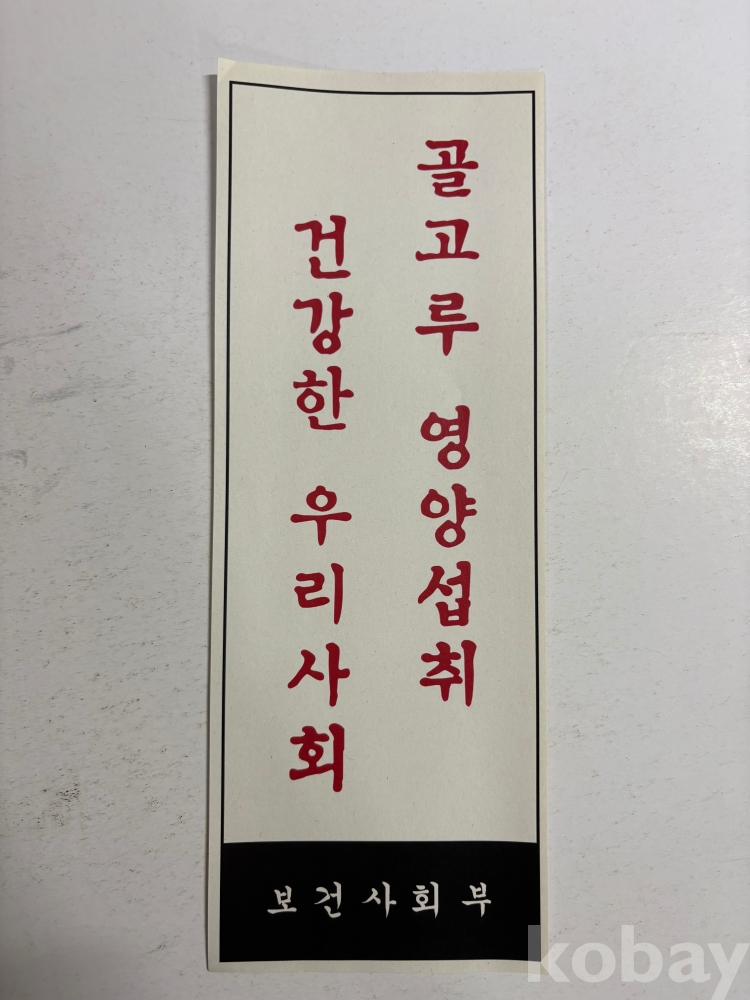 골고루 영양섭취
건강한 우리사회
보건사회부
kobay